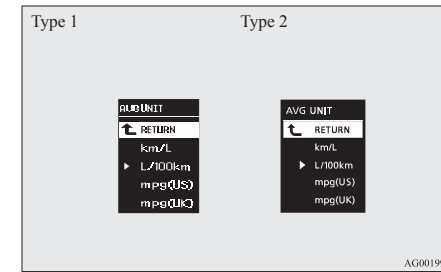 Type 1
Type 2
AVG UNIT
RETURN
km/L
L/100km
mpg(US)
mpg(UK)
AVG UNIT
RETURN
km/L
L/100km
mpg(US)
mpg(UK)